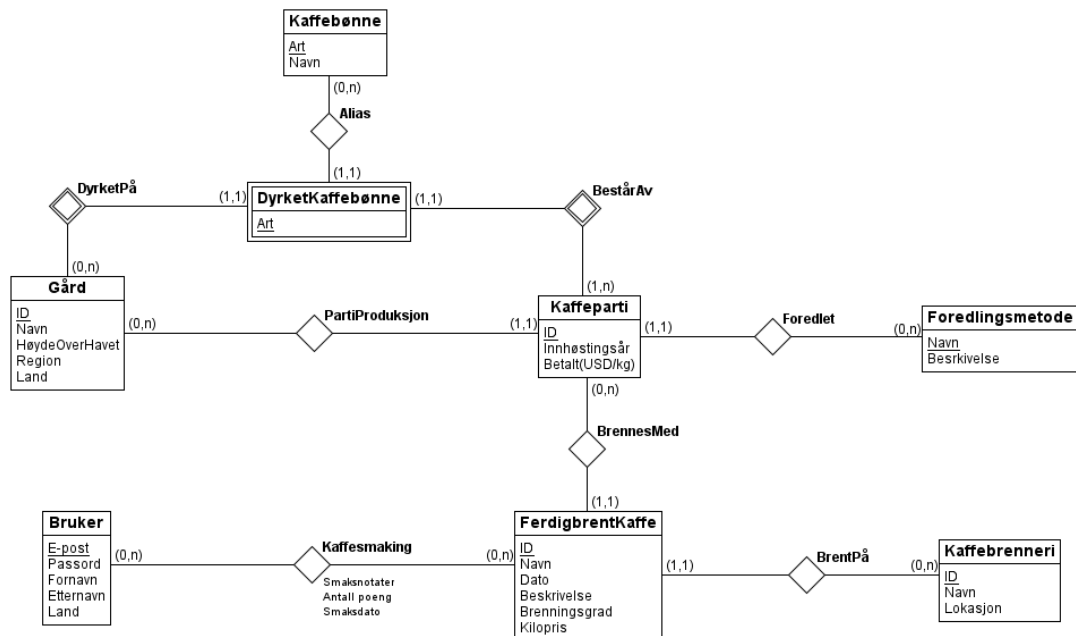 Kaffebønne
Art
Navn
(0,n)
Alias
(1,1)
DyrketPå
(1,1)
DyrketKaffebønne
Art
(1,1)
BestårAv
(0,n)
Gård
ID
Navn
HøydeOverHavet
Region
Land
(0,n)
PartiProduksjon
(1,1)
(1,n)
Kaffeparti
ID
Innhøstingsår
Betalt(USD/kg)
(1,1)
Foredlet
(0,n)
Foredlingsmetode
Navn
Besrkivelse
(0,n)
BrennesMed
(1,1)
Bruker
E-post
Passord
Fornavn
Etternavn
Land
(0,n)
Kaffesmaking
Smaksnotater
Antall poeng
Smaksdato
(0,n)
FerdigbrentKaffe
ID
Navn
Dato
Beskrivelse
Brenningsgrad
Kilopris
(1,1)
BrentPå
(0,n)
Kaffebrenneri
ID
Navn
Lokasjon